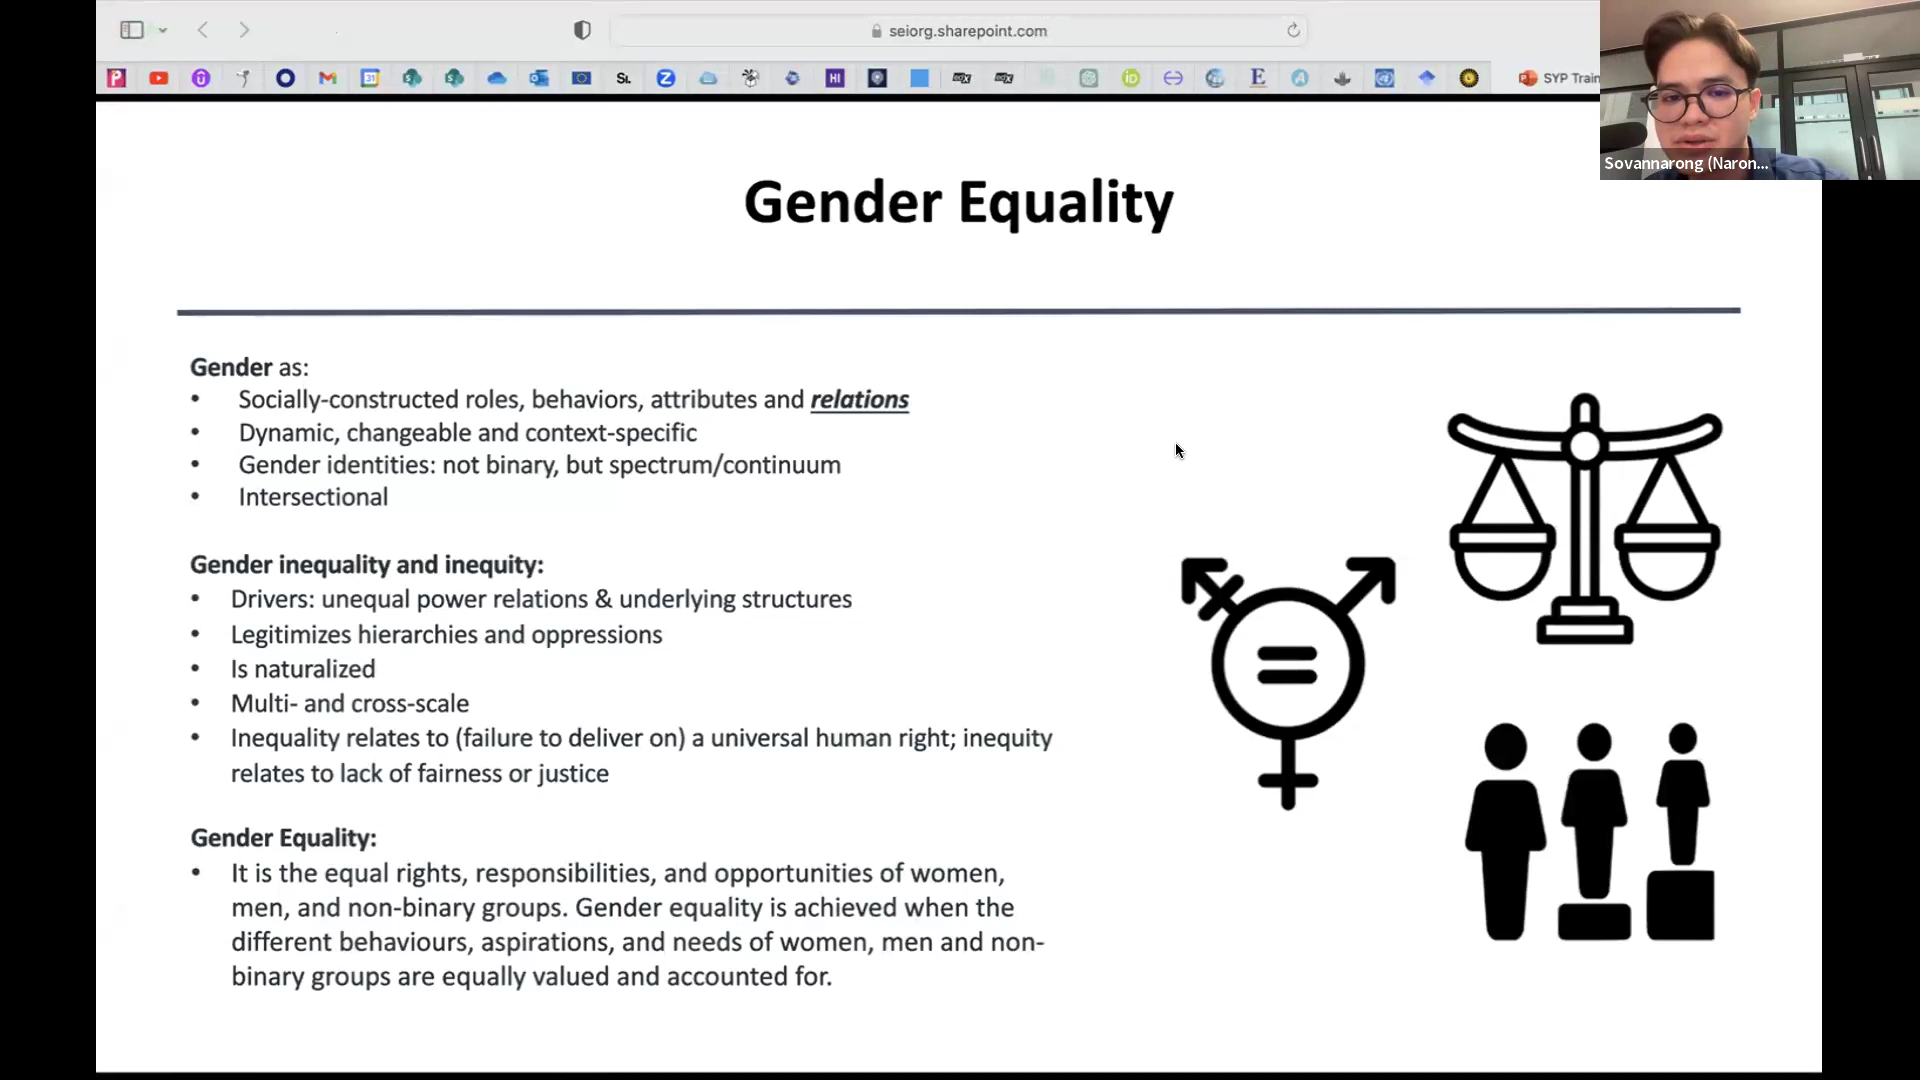 seiorg.sharepoint.com
SYP Train
Sovannarong (Naron...
Gender Equality
Gender as:
• Socially-constructed roles, behaviors, attributes and relations
• Dynamic, changeable and context-specific
• Gender identities: not binary, but spectrum/continuum
• Intersectional
Gender inequality and inequity:
• Drivers: unequal power relations & underlying structures
• Legitimizes hierarchies and oppressions
• Is naturalized
• Multi- and cross-scale
• Inequality relates to (failure to deliver on) a universal human right; inequity
relates to lack of fairness or justice
Gender Equality:
• It is the equal rights, responsibilities, and opportunities of women,
men, and non-binary groups. Gender equality is achieved when the
different behaviours, aspirations, and needs of women, men and non-
binary groups are equally valued and accounted for.